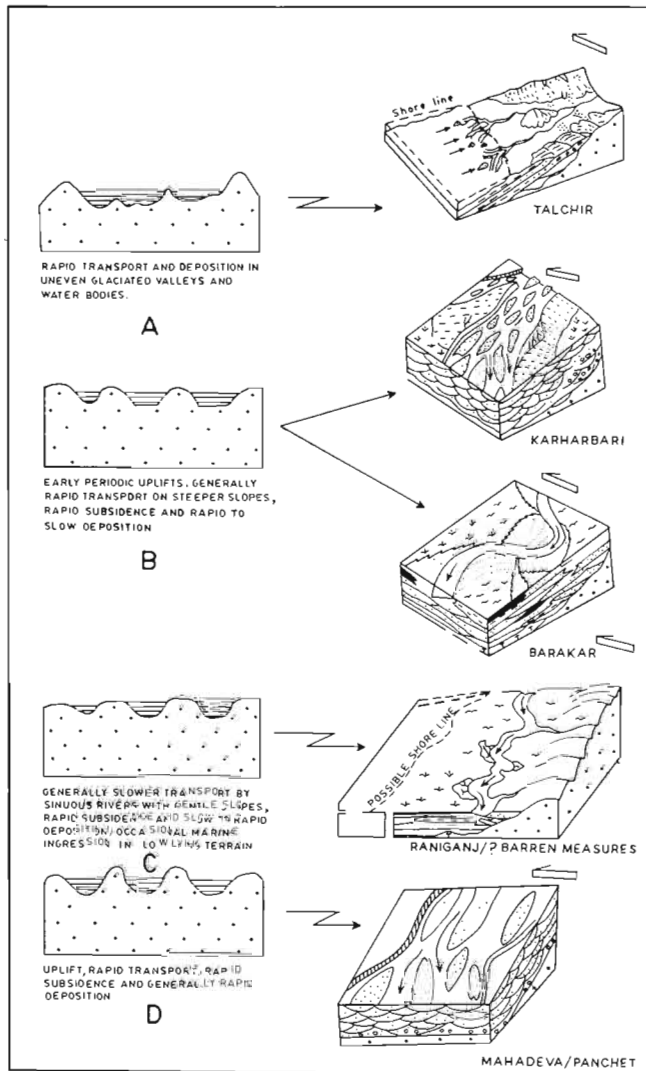 Shore line
TALCHIR
RAPID TRANSPORT AND DEPOSITION IN
UNEVEN GLACIATED VALLEYS AND
WATER BODIES.
A
KARHARBARI
EARLY PERIODIC UPLIFTS, GENERALLY
RAPID TRANSPORT ON STEEPER SLOPES,
RAPID SUBSIDENCE AND RAPID TO
SLOW DEPOSITION
B
BARAKAR
POSSIBLE SHORE LINE
GENERALLY SLOWER TRANSPORT BY
SINUOUS RIVERS WITH GENTLE SLOPES,
RAPID SUBSIDENCE AND SLOW TO RAPID
DEPOSITION, OCCASIONAL MARINE
INGRESSION IN LOW LYING TERRAIN
C
RANIGANJ/? BARREN MEASURES
UPLIFT, RAPID TRANSPORT, RAPID
SUBSIDENCE AND GENERALLY RAPID
DEPOSITION
D
MAHADEVA/PANCHET